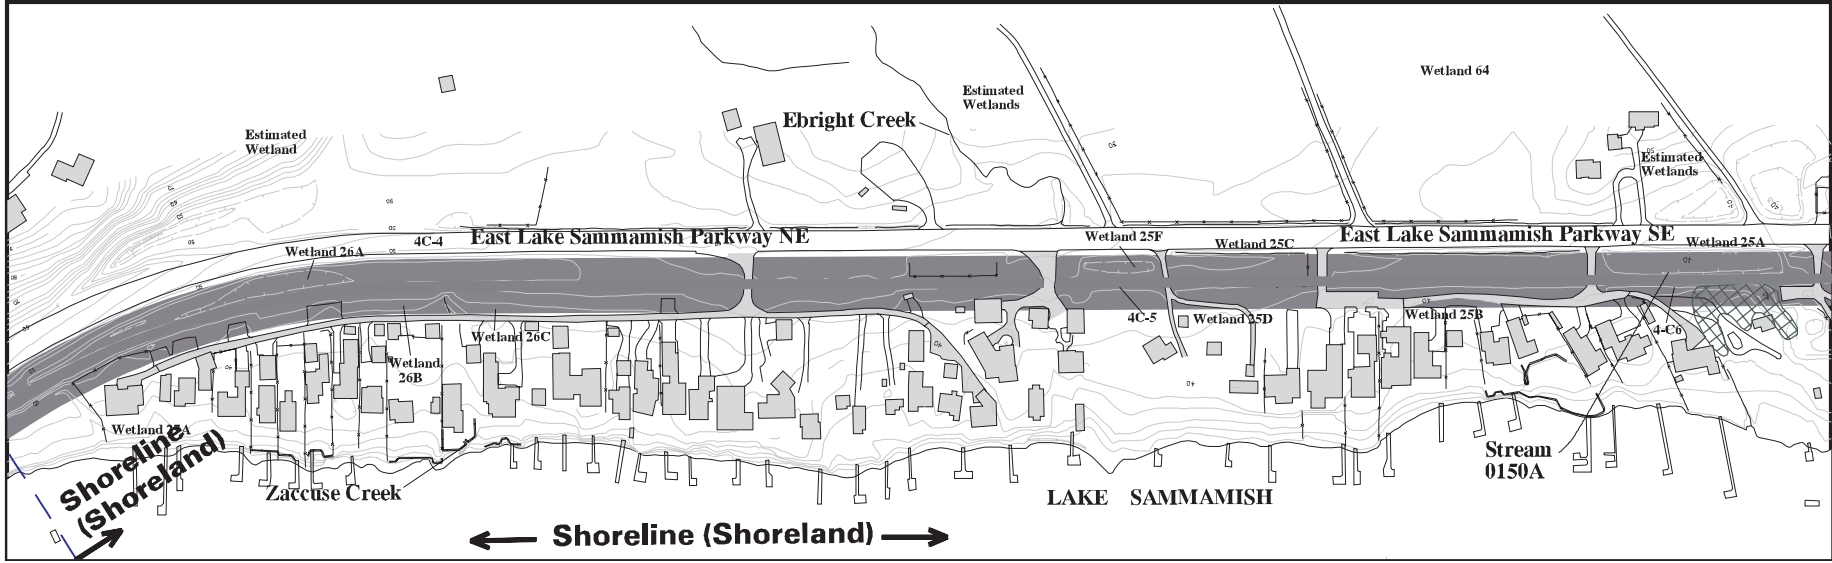 Wetland 64
Estimated
Wetlands
Ebright Creek
Estimated
Wetland
Estimated
Wetlands
East Lake Sammamish Parkway NE
East Lake Sammamish Parkway SE
4C-4
Wetland 26A
Wetland 25F
Wetland 25C
Wetland 25A
4C-5
Wetland 25D
Wetland 25B
4-C6
Wetland 26C
Wetland
26B
Wetland
Shoreline
(Shoreland)
Zaccuse Creek
Stream
0150A
LAKE SAMMAMISH
Shoreline (Shoreland)